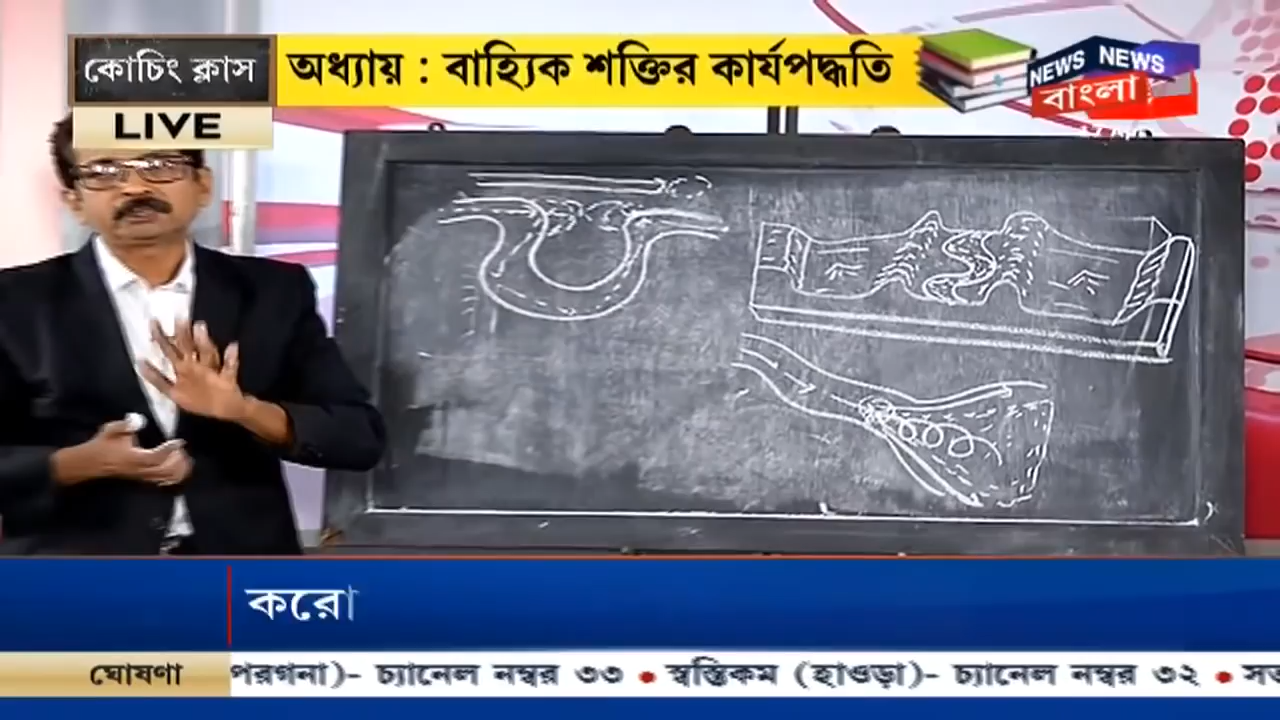 কোচিং ক্লাস
LIVE
অধ্যায় : বাহ্যিক শক্তির কার্যপদ্ধতি
NEWS NEWS
বাংলা
করো
ঘোষণা
পরগনা)- চ্যানেল নম্বর ৩৩ • স্বস্তিকম (হাওড়া)- চ্যানেল নম্বর ৩২ •